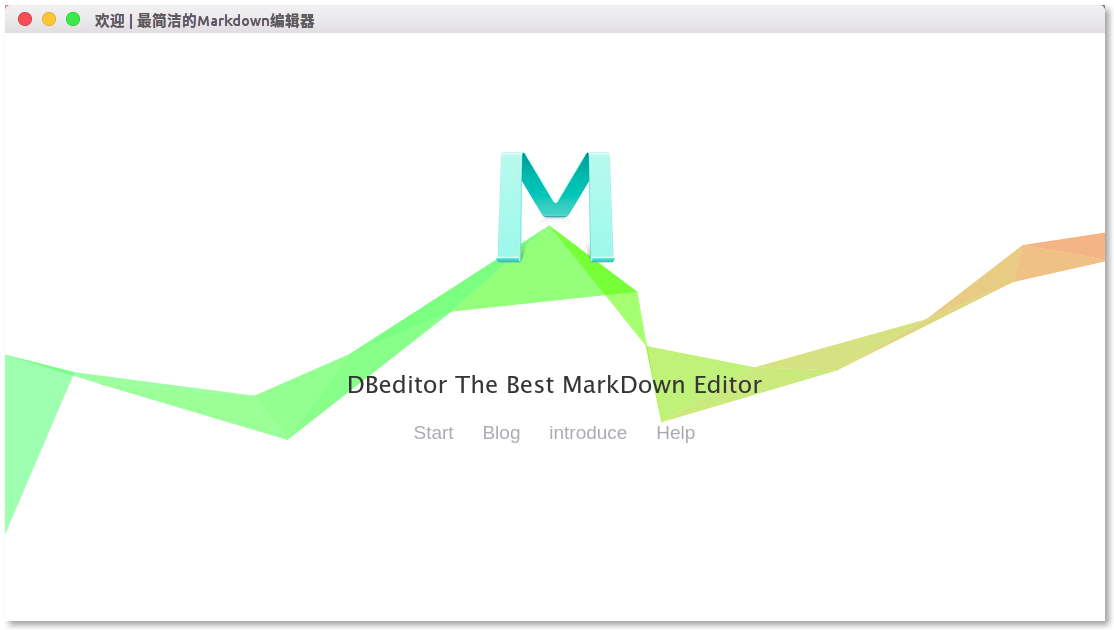 欢迎 | 最简洁的Markdown编辑器
M
DBeditor The Best MarkDown Editor
Start Blog introduce Help